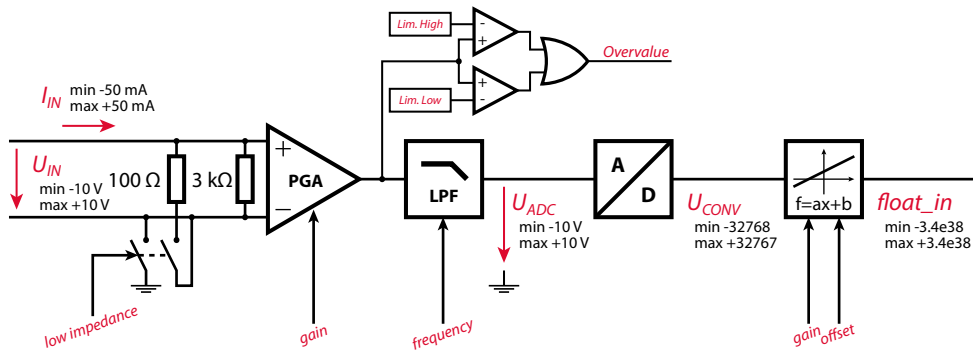 Lim. High
-
+
Overvalue
+
Lim. Low
-
I_IN
min -50 mA
max +50 mA
U_IN
min -10 V
max +10 V
100 Ω
3 kΩ
+
PGA
−
LPF
U_ADC
min -10 V
max +10 V
A
D
U_CONV
min -32768
max +32767
f=ax+b
float_in
min -3.4e38
max +3.4e38
low impedance
gain
frequency
gain
offset